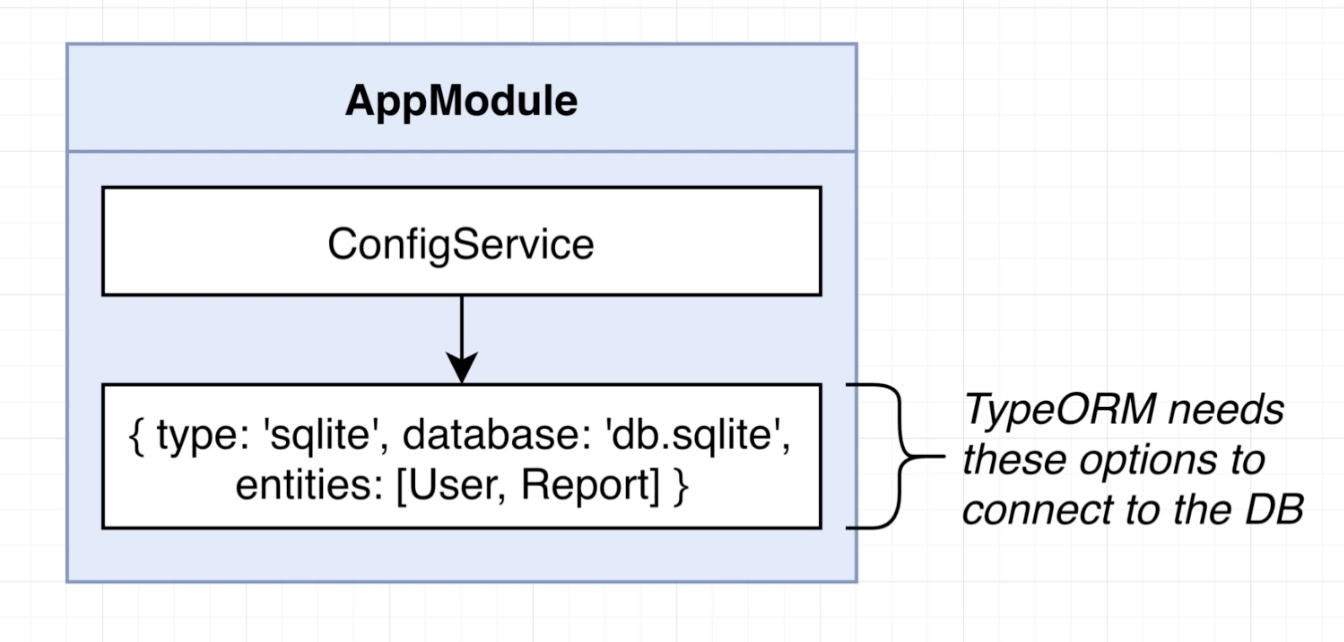 AppModule
ConfigService
{ type: 'sqlite', database: 'db.sqlite',
entities: [User, Report] }
TypeORM needs
these options to
connect to the DB